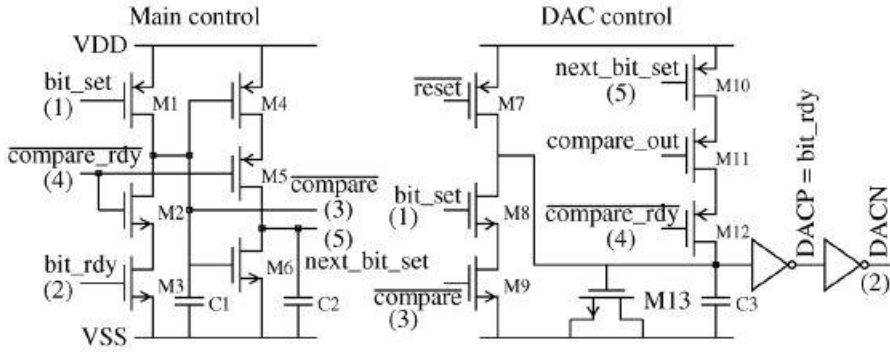 Main control
DAC control
VDD
bit_set
(1)
M1
M4
compare_rdy
(4)
M5
compare
(3)
M2
(5)
bit_rdy
(2)
M3
M6
next_bit_set
C1
C2
VSS
reset
M7
next_bit_set
(5)
M10
compare_out
M11
bit_set
(1)
M8
compare_rdy
(4)
M12
compare
(3)
M9
M13
C3
DACP = bit_rdy
DACN
(2)